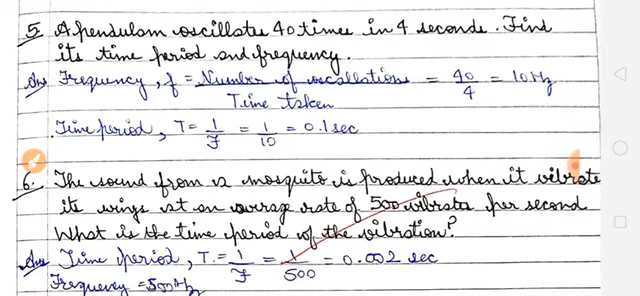 5. A pendulam oscillates 40 times in 4 seconds. Find
its time period and frequency.
Ans Frequency, f = Number of oscallations / Time taken = 40/4 = 10 Hz
Time period, T = 1/F = 1/10 = 0.1 sec
6. The sound from a mosquito is produced when it vibrate
its wings at an average rate of 500 vibrates per second
What is the time period of the vibration?
Ans Time period, T. = 1/F = 1/500 = 0.002 sec
Frequency = 500 Hz